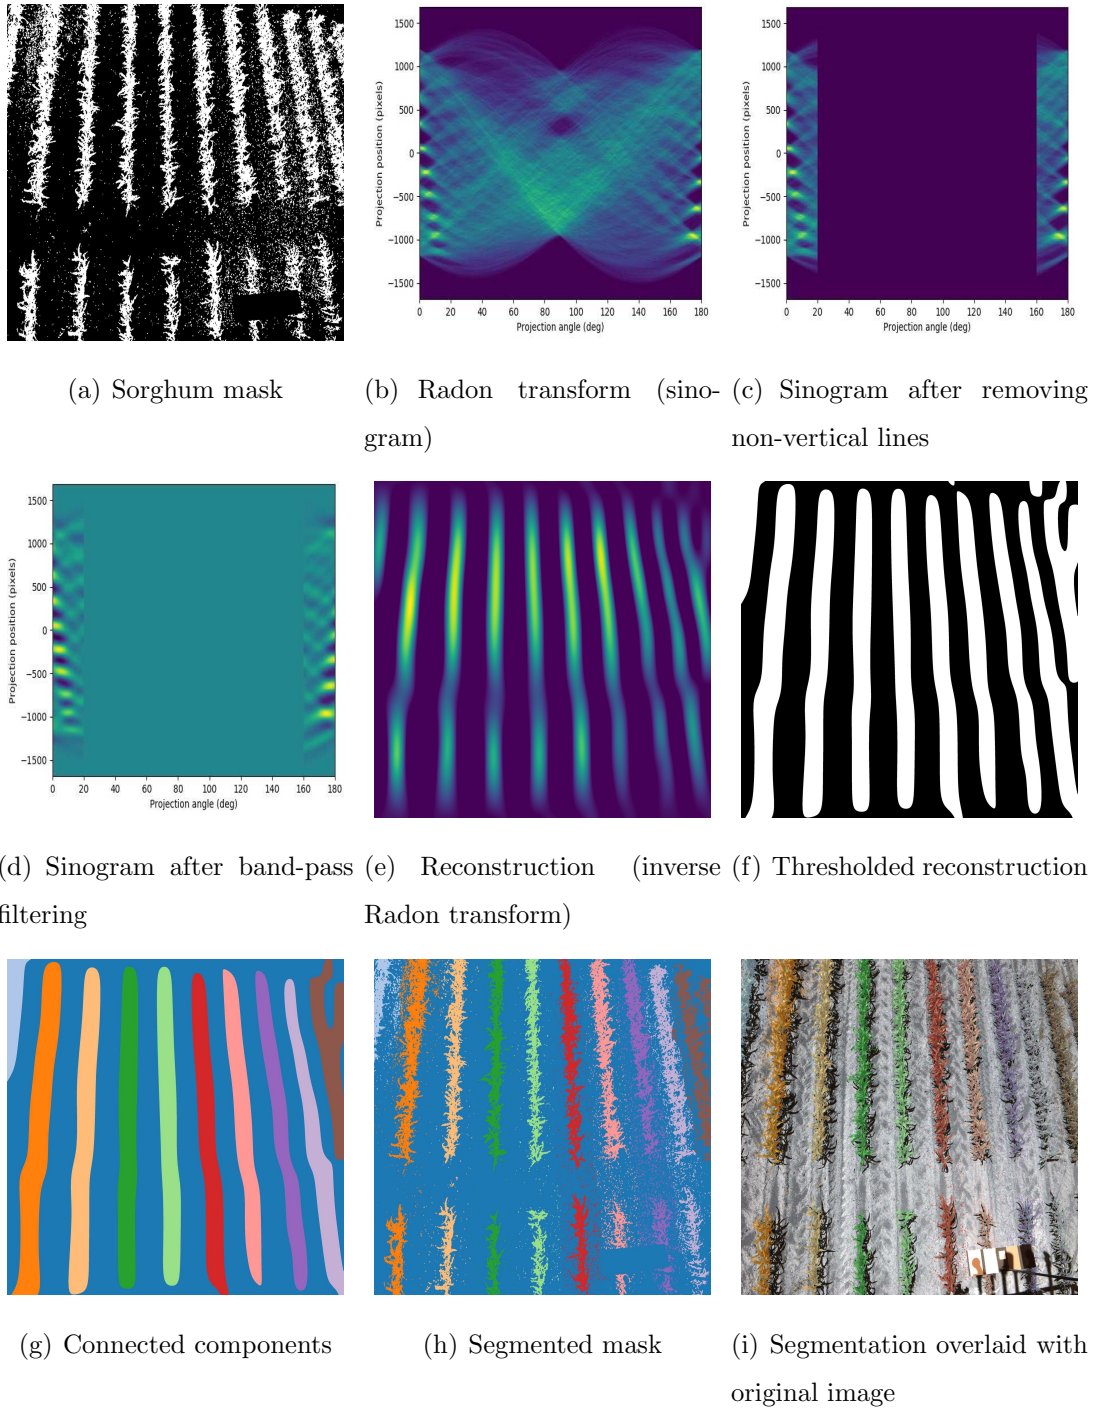 1500
1000
500
0
−500
−1000
−1500
Projection position (pixels)
0 20 40 60 80 100 120 140 160 180
Projection angle (deg)
1500
1000
500
0
−500
−1000
−1500
Projection position (pixels)
0 20 40 60 80 100 120 140 160 180
Projection angle (deg)
(a) Sorghum mask
(b) Radon transform (sino-
gram)
(c) Sinogram after removing
non-vertical lines
1500
1000
500
0
−500
−1000
−1500
Projection position (pixels)
0 20 40 60 80 100 120 140 160 180
Projection angle (deg)
(d) Sinogram after band-pass
filtering
(e) Reconstruction (inverse
Radon transform)
(f) Thresholded reconstruction
(g) Connected components
(h) Segmented mask
(i) Segmentation overlaid with
original image